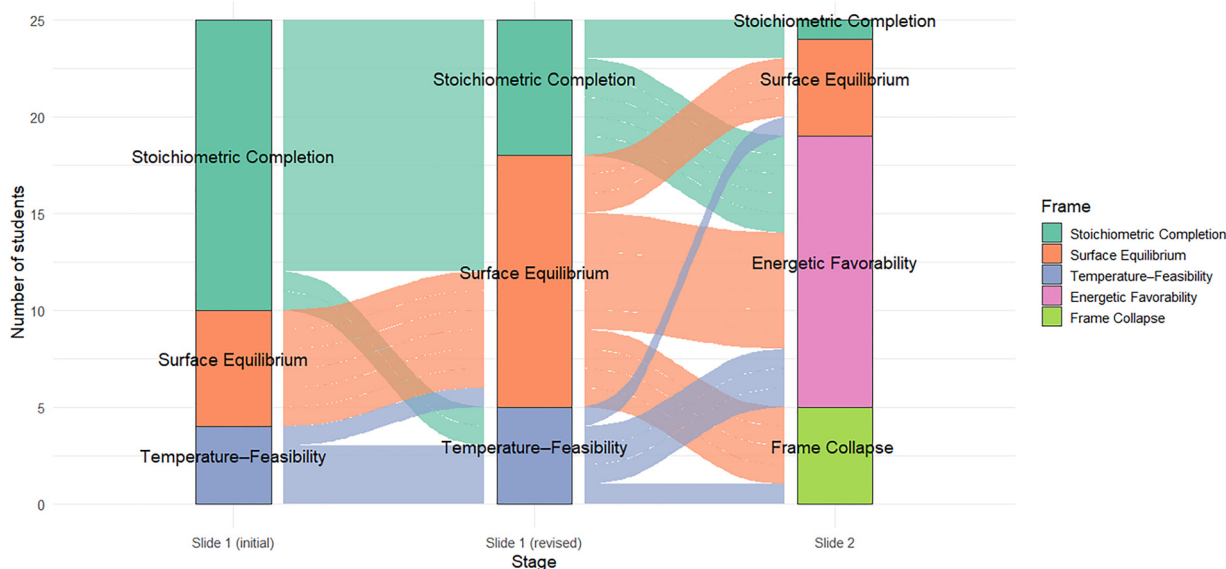 25
20
15
10
5
0
Number of students
Stoichiometric Completion
Surface Equilibrium
Temperature–Feasibility
Stoichiometric Completion
Surface Equilibrium
Temperature–Feasibility
Stoichiometric Completion
Surface Equilibrium
Energetic Favorability
Frame Collapse
Slide 1 (initial)
Slide 1 (revised)
Slide 2
Stage
Frame
Stoichiometric Completion
Surface Equilibrium
Temperature–Feasibility
Energetic Favorability
Frame Collapse